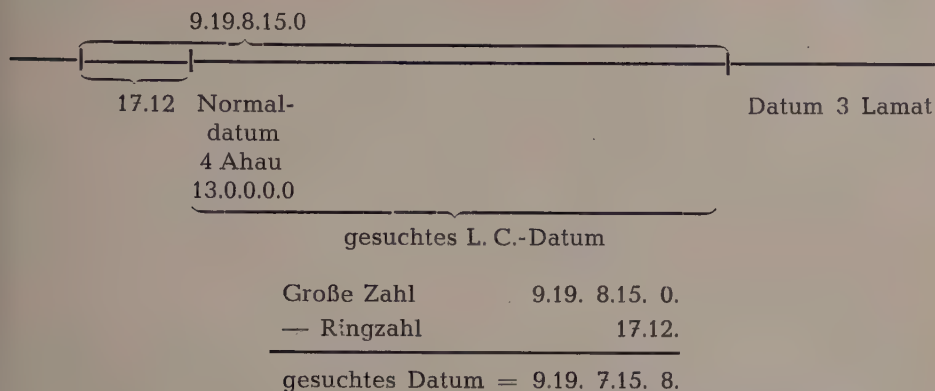 9.19.8.15.0
17.12 Normal- Datum 3 Lamat
datum
4 Ahau
13.0.0.0.0
gesuchtes L. C.-Datum
Große Zahl 9.19. 8.15. 0.
— Ringzahl 17.12.
gesuchtes Datum = 9.19. 7.15. 8.